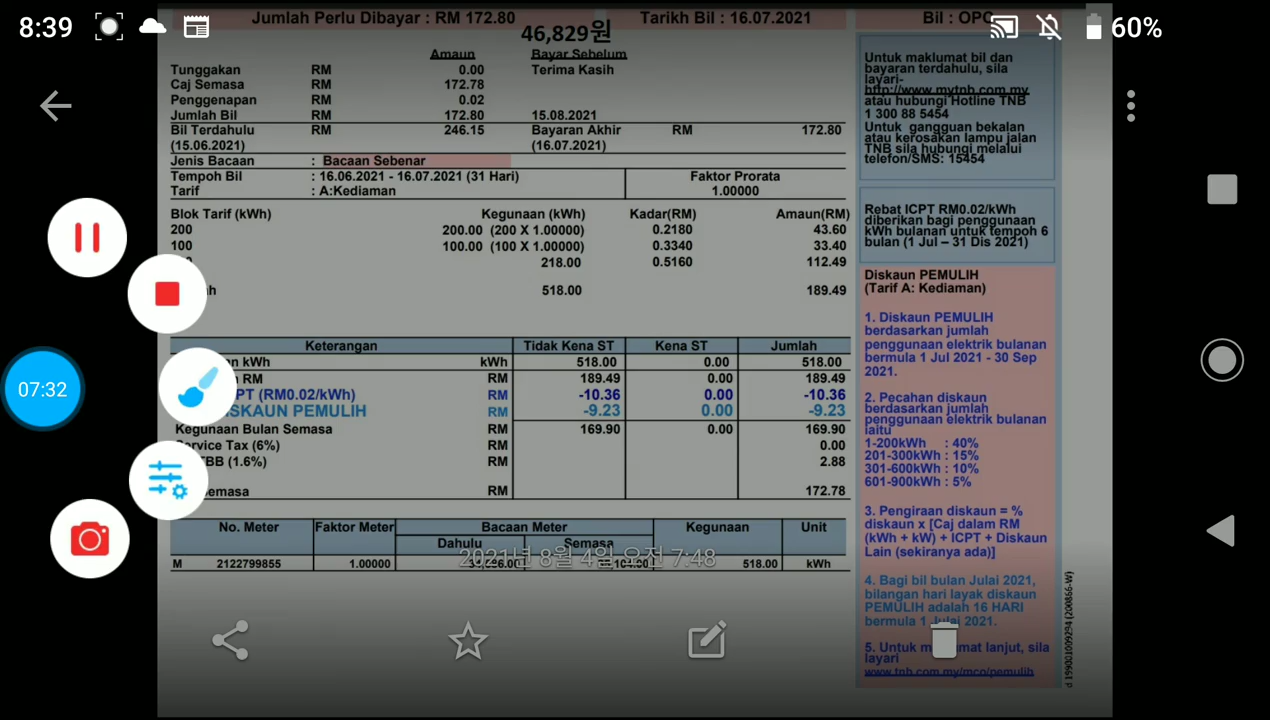 8:39
60%
Jumlah Perlu Dibayar : RM 172.80
Tarikh Bil : 16.07.2021
Bil : OPC
46,829원
Amaun
Bayar Sebelum
Tunggakan RM 0.00 Terima Kasih
Caj Semasa RM 172.78
Penggenapan RM 0.02
Jumlah Bil RM 172.80 15.08.2021
Bil Terdahulu RM 246.15 Bayaran Akhir RM 172.80
(15.06.2021) (16.07.2021)
Jenis Bacaan : Bacaan Sebenar
Tempoh Bil : 16.06.2021 - 16.07.2021 (31 Hari) Faktor Prorata
Tarif : A:Kediaman 1.00000
Blok Tarif (kWh) Kegunaan (kWh) Kadar(RM) Amaun(RM)
200 200.00 (200 X 1.00000) 0.2180 43.60
100 100.00 (100 X 1.00000) 0.3340 33.40
218.00 0.5160 112.49
518.00 189.49
Keterangan Tidak Kena ST Kena ST Jumlah
kWh kWh 518.00 0.00 518.00
RM RM 189.49 0.00 189.49
(RM0.02/kWh) RM -10.36 0.00 -10.36
DISKAUN PEMULIH RM -9.23 0.00 -9.23
Kegunaan Bulan Semasa RM 169.90 0.00 169.90
Service Tax (6%) RM 0.00
(1.6%) RM 2.88
RM 172.78
No. Meter Faktor Meter Bacaan Meter Kegunaan Unit
Dahulu Semasa
M 2122799855 1.00000 518.00 kWh
2021년 8월 4일 오전 7:48
Untuk maklumat bil dan
bayaran terdahulu, sila
layari-
http://www.mytnb.com.my
atau hubungi Hotline TNB
1 300 88 5454
Untuk gangguan bekalan
atau kerosakan lampu jalan
TNB sila hubungi melalui
telefon/SMS: 15454
Rebat ICPT RM0.02/kWh
diberikan bagi penggunaan
kWh bulanan untuk tempoh 6
bulan (1 Jul – 31 Dis 2021)
Diskaun PEMULIH
(Tarif A: Kediaman)
1. Diskaun PEMULIH
berdasarkan jumlah
penggunaan elektrik bulanan
bermula 1 Jul 2021 - 30 Sep
2021.
2. Pecahan diskaun
berdasarkan jumlah
penggunaan elektrik bulanan
iaitu
1-200kWh : 40%
201-300kWh : 15%
301-600kWh : 10%
601-900kWh : 5%
3. Pengiraan diskaun = %
diskaun x [Caj dalam RM
(kWh + kW) + ICPT + Diskaun
Lain (sekiranya ada)]
4. Bagi bil bulan Julai 2021,
bilangan hari layak diskaun
PEMULIH adalah 16 HARI
bermula 1 Julai 2021.
5. Untuk lanjut, sila
layari
www.tnb.com.my/mco/pemulih
07:32